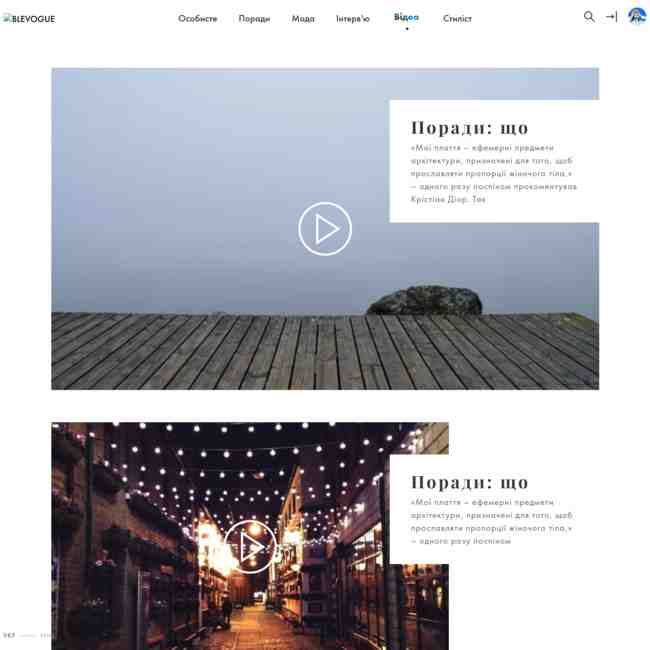 BLEVOGUE
Особисте
Поради
Мода
Інтерв'ю
Відеа
Стиліст
Поради: що
«Мої плаття – ефемерні предмети
архітектури, призначені для того, щоб
прославляти пропорції жіночого тіла,»
– одного разу поспіхом прокоментував
Крістіан Діор. Так
Поради: що
«Мої плаття – ефемерні предмети
архітектури, призначені для того, щоб
прославляти пропорції жіночого тіла,»
– одного разу поспіхом
УКР